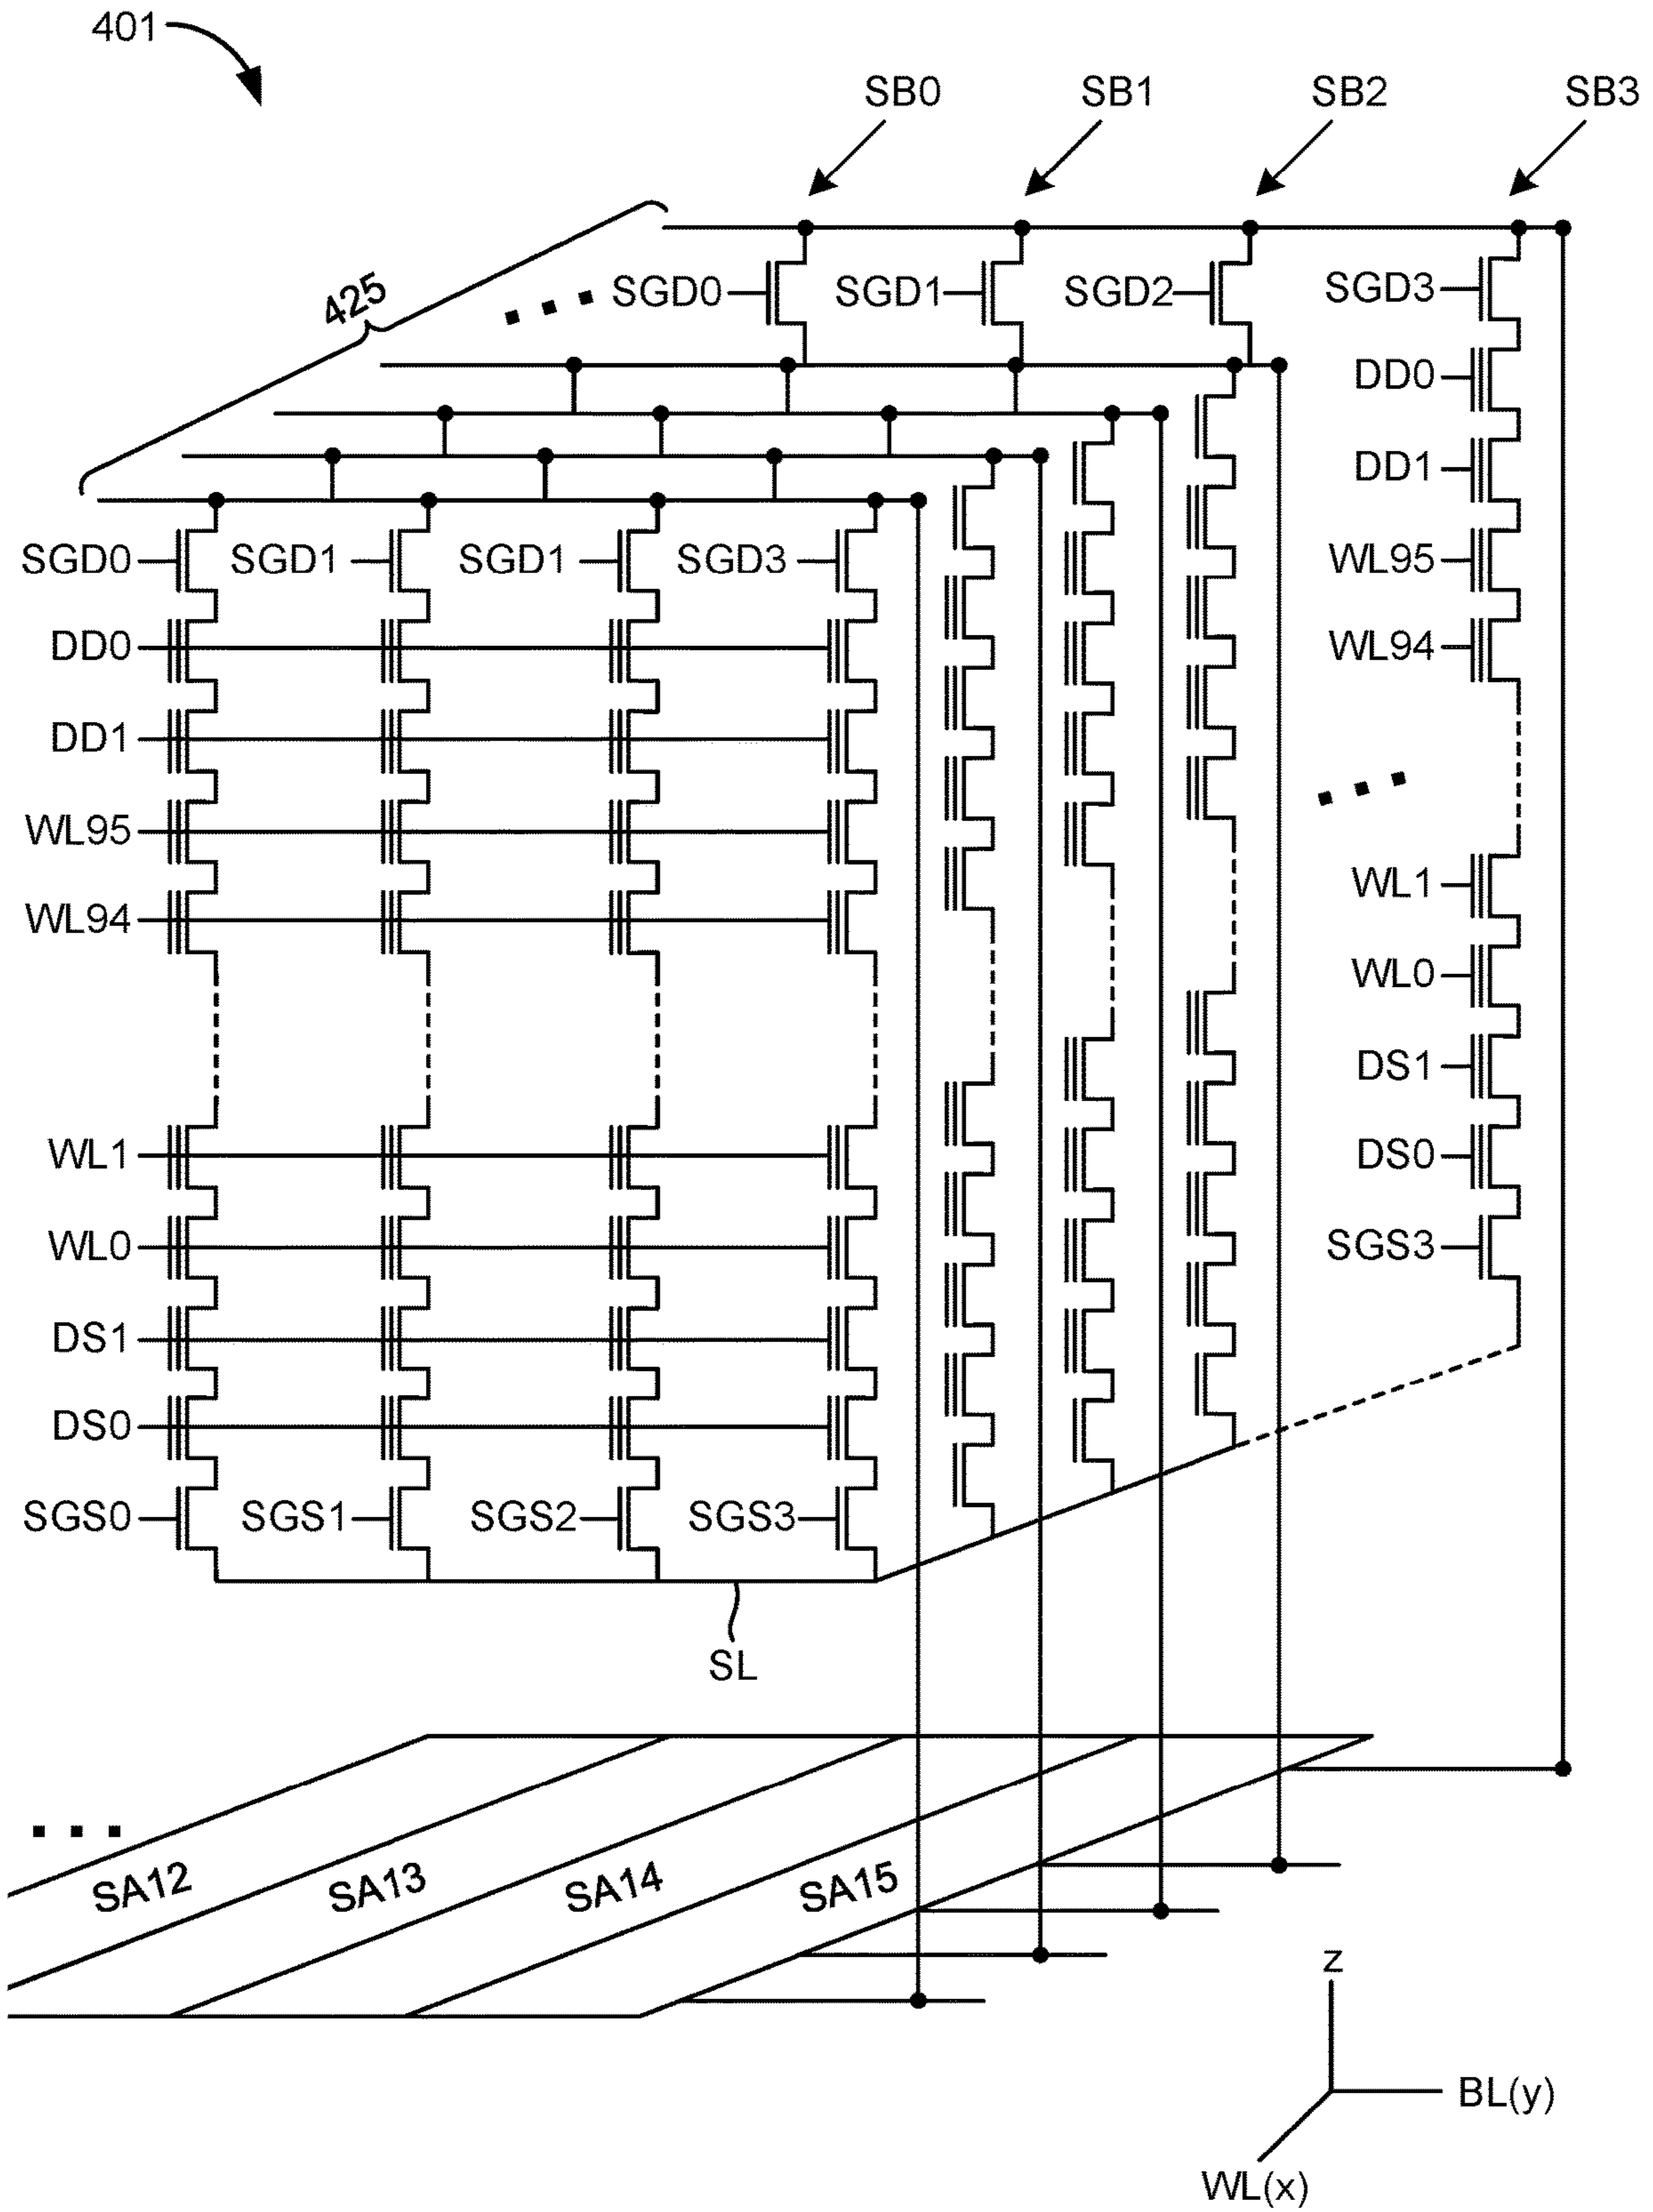 401
SB0 SB1 SB2 SB3
425
SGD0 SGD1 SGD2 SGD3
DD0
DD1
WL95
WL94
WL1
WL0
DS1
DS0
SGS3
SGD0 SGD1 SGD1 SGD3
DD0
DD1
WL95
WL94
WL1
WL0
DS1
DS0
SGS0 SGS1 SGS2 SGS3
SL
SA12 SA13 SA14 SA15
z
BL(y)
WL(x)